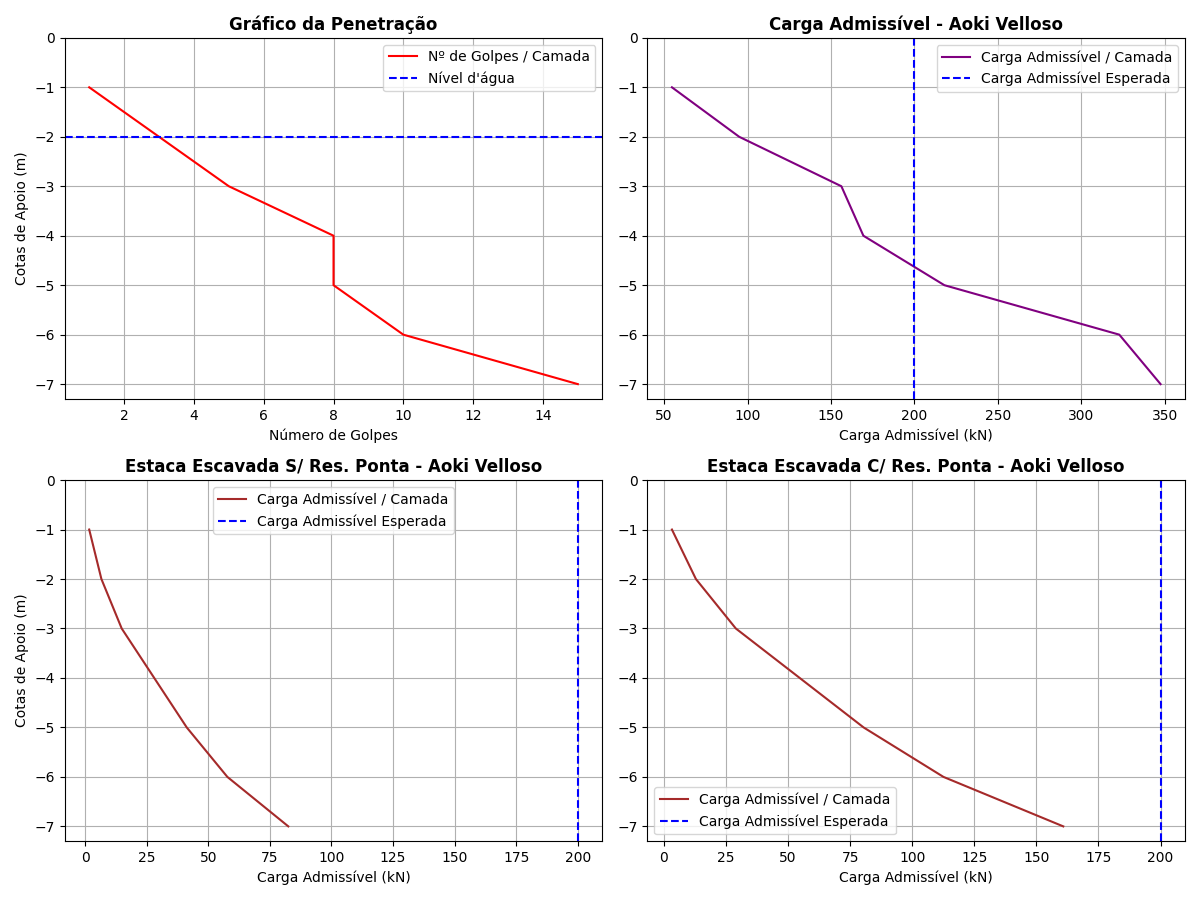 Gráfico da Penetração
0
−1
−2
−3
−4
−5
−6
−7
Cotas de Apoio (m)
Nº de Golpes / Camada
Nível d'água
2 4 6 8 10 12 14
Número de Golpes
Carga Admissível - Aoki Velloso
0
−1
−2
−3
−4
−5
−6
−7
Carga Admissível / Camada
Carga Admissível Esperada
50 100 150 200 250 300 350
Carga Admissível (kN)
Estaca Escavada S/ Res. Ponta - Aoki Velloso
0
−1
−2
−3
−4
−5
−6
−7
Cotas de Apoio (m)
Carga Admissível / Camada
Carga Admissível Esperada
0 25 50 75 100 125 150 175 200
Carga Admissível (kN)
Estaca Escavada C/ Res. Ponta - Aoki Velloso
0
−1
−2
−3
−4
−5
−6
−7
Carga Admissível / Camada
Carga Admissível Esperada
0 25 50 75 100 125 150 175 200
Carga Admissível (kN)